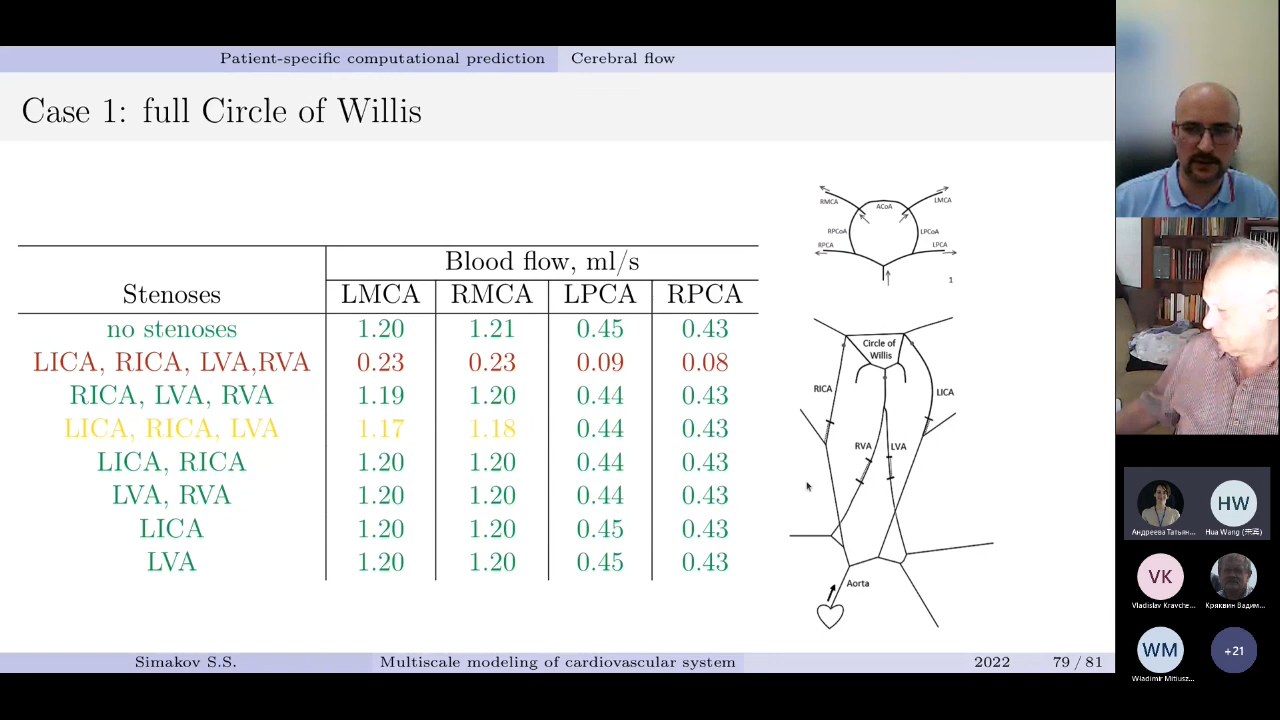 Patient-specific computational prediction Cerebral flow
Case 1: full Circle of Willis
Blood flow, ml/s
Stenoses LMCA RMCA LPCA RPCA
no stenoses 1.20 1.21 0.45 0.43
LICA, RICA, LVA,RVA 0.23 0.23 0.09 0.08
RICA, LVA, RVA 1.19 1.20 0.44 0.43
LICA, RICA, LVA 1.17 1.18 0.44 0.43
LICA, RICA 1.20 1.20 0.44 0.43
LVA, RVA 1.20 1.20 0.44 0.43
LICA 1.20 1.20 0.45 0.43
LVA 1.20 1.20 0.45 0.43
RMCA ACoA LMCA
RPCoA LPCoA
RPCA LPCA
1
Circle of
Willis
RICA LICA
RVA LVA
Aorta
Simakov S.S. Multiscale modeling of cardiovascular system 2022 79 / 81
HW
Андреева Татьян... Hua Wang
VK
Vladislav Kravche... Кряквин Вадим...
WM +21
Wladimir Mitiusz...